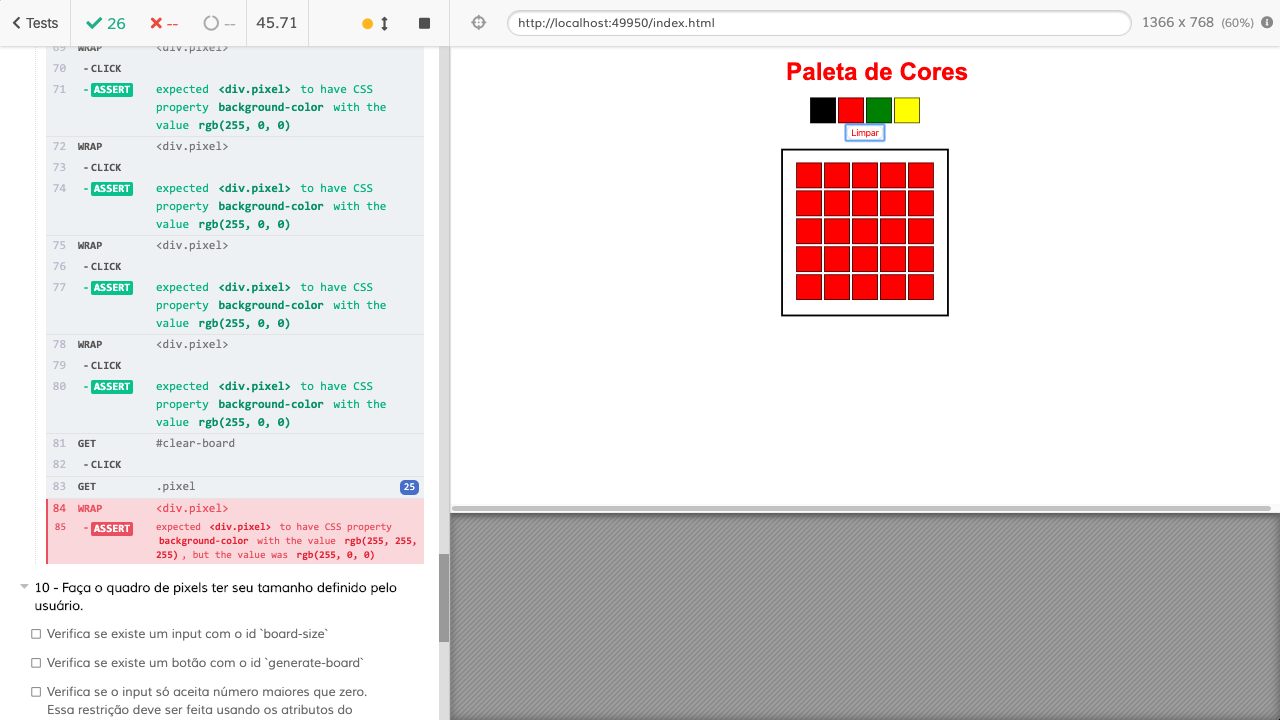 Tests
26
--
--
45.71
http://localhost:49950/index.html
1366 x 768 (60%)
69 WRAP <div.pixel>
70 - CLICK
71 - ASSERT expected <div.pixel> to have CSS
property background-color with the
value rgb(255, 0, 0)
72 WRAP <div.pixel>
73 - CLICK
74 - ASSERT expected <div.pixel> to have CSS
property background-color with the
value rgb(255, 0, 0)
75 WRAP <div.pixel>
76 - CLICK
77 - ASSERT expected <div.pixel> to have CSS
property background-color with the
value rgb(255, 0, 0)
78 WRAP <div.pixel>
79 - CLICK
80 - ASSERT expected <div.pixel> to have CSS
property background-color with the
value rgb(255, 0, 0)
81 GET #clear-board
82 - CLICK
83 GET .pixel 25
84 WRAP <div.pixel>
85 - ASSERT expected <div.pixel> to have CSS property
background-color with the value rgb(255, 255,
255) , but the value was rgb(255, 0, 0)
10 - Faça o quadro de pixels ter seu tamanho definido pelo
usuário.
Verifica se existe um input com o id `board-size`
Verifica se existe um botão com o id `generate-board`
Verifica se o input só aceita número maiores que zero.
Essa restrição deve ser feita usando os atributos do
Paleta de Cores
Limpar